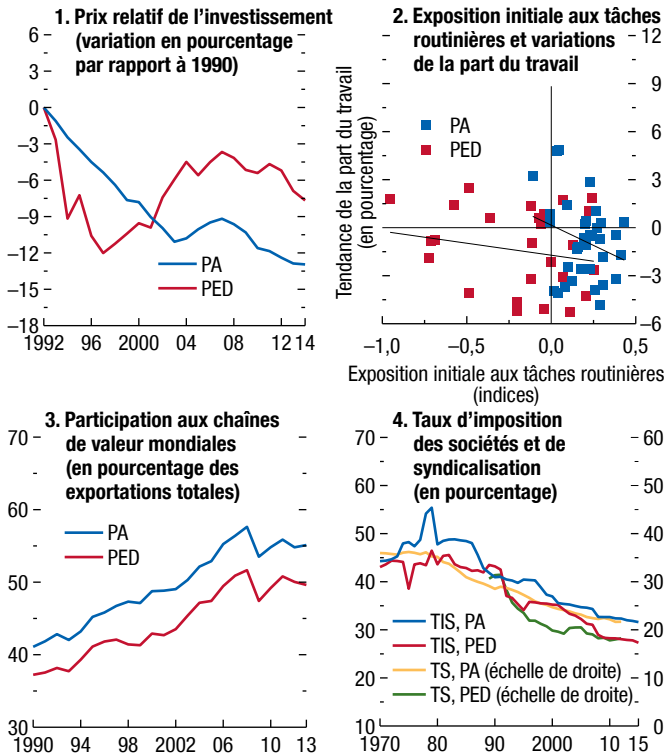 1. Prix relatif de l'investissement
(variation en pourcentage
par rapport à 1990)
6
3
0
–3
–6
–9
–12
–15
–18
PA
PED
1992 96 2000 04 08 12 14
2. Exposition initiale aux tâches
routinières et variations
de la part du travail
PA
PED
Tendance de la part du travail
(en pourcentage)
12
9
6
3
0
–3
–6
–1,0 –0,5 0,0 0,5
Exposition initiale aux tâches routinières
(indices)
3. Participation aux chaînes
de valeur mondiales
(en pourcentage des
exportations totales)
70
60
50
40
30
PA
PED
1990 94 98 2002 06 10 13
4. Taux d'imposition
des sociétés et de
syndicalisation
(en pourcentage)
70
60
50
40
30
20
10
60
50
40
30
20
10
0
TIS, PA
TIS, PED
TS, PA (échelle de droite)
TS, PED (échelle de droite)
1970 80 90 2000 10 15